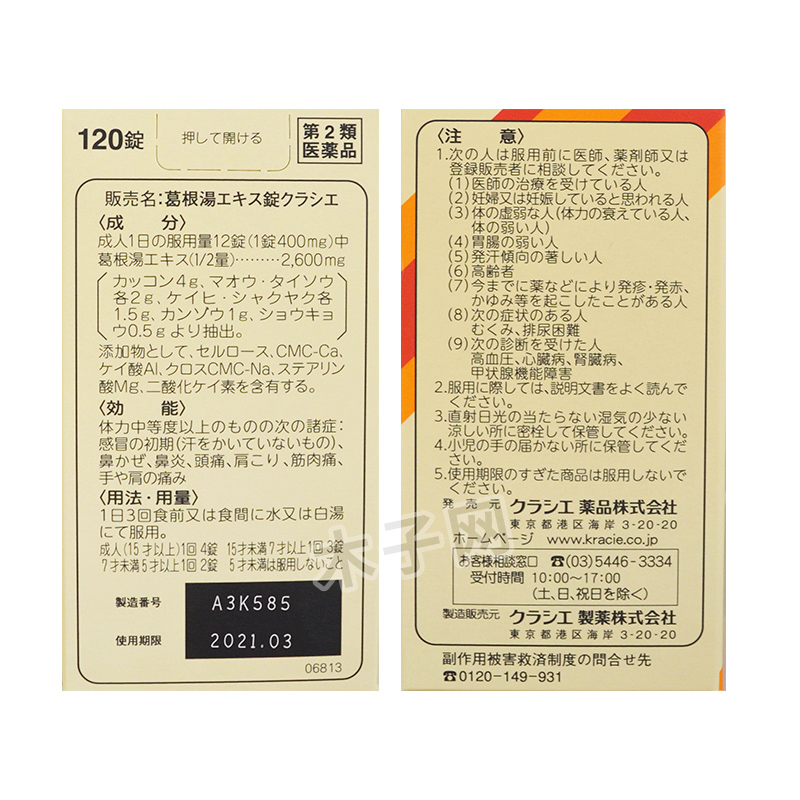 120錠
押して開ける
第2類
医薬品
販売名:葛根湯エキス錠クラシエ
〈成 分〉
成人1日の服用量12錠(1錠400mg)中
葛根湯エキス(1/2量)………2,600mg
カッコン4g、マオウ・タイソウ
各2g、ケイヒ・シャクヤク各
1.5g、カンゾウ1g、ショウキョ
ウ0.5gより抽出。
添加物として、セルロース、CMC-Ca、
ケイ酸Al、クロスCMC-Na、ステアリン
酸Mg、二酸化ケイ素を含有する。
〈効 能〉
体力中等度以上のものの次の諸症:
感冒の初期(汗をかいていないもの)、
鼻かぜ、鼻炎、頭痛、肩こり、筋肉痛、
手や肩の痛み
〈用法・用量〉
1日3回食前又は食間に水又は白湯
にて服用。
成人(15才以上)1回4錠 15才未満7才以上1回3錠
7才未満5才以上1回2錠 5才未満は服用しないこと
製造番号 A3K585
使用期限 2021.03
06813
〈注 意〉
1.次の人は服用前に医師、薬剤師又は
登録販売者に相談してください。
(1)医師の治療を受けている人
(2)妊婦又は妊娠していると思われる人
(3)体の虚弱な人(体力の衰えている人、
体の弱い人)
(4)胃腸の弱い人
(5)発汗傾向の著しい人
(6)高齢者
(7)今までに薬などにより発疹・発赤、
かゆみ等を起こしたことがある人
(8)次の症状のある人
むくみ、排尿困難
(9)次の診断を受けた人
高血圧、心臓病、腎臓病、
甲状腺機能障害
2.服用に際しては、説明文書をよく読んで
ください。
3.直射日光の当たらない湿気の少ない
涼しい所に密栓して保管してください。
4.小児の手の届かない所に保管してくだ
さい。
5.使用期限のすぎた商品は服用しないで
ください。
発売元 クラシエ 薬品株式会社
東京都港区海岸 3-20-20
ホームページ www.kracie.co.jp
お客様相談窓口 ☎(03)5446-3334
受付時間 10:00~17:00
(土、日、祝日を除く)
製造販売元 クラシエ 製薬株式会社
東京都港区海岸 3-20-20
副作用被害救済制度の問合せ先
☎0120-149-931
木子网